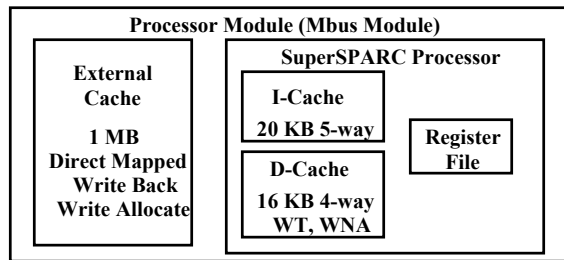 Processor Module (Mbus Module)
External
Cache
1 MB
Direct Mapped
Write Back
Write Allocate
SuperSPARC Processor
I-Cache
20 KB 5-way
D-Cache
16 KB 4-way
WT, WNA
Register
File